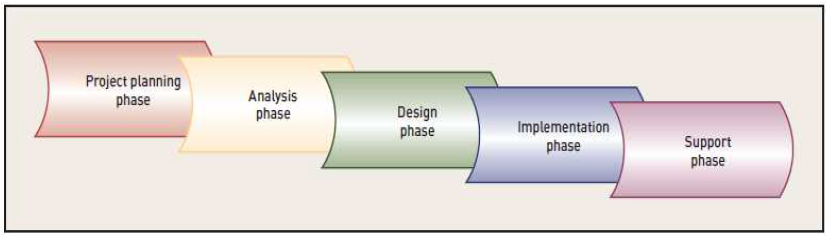 Project planning
phase
Analysis
phase
Design
phase
Implementation
phase
Support
phase